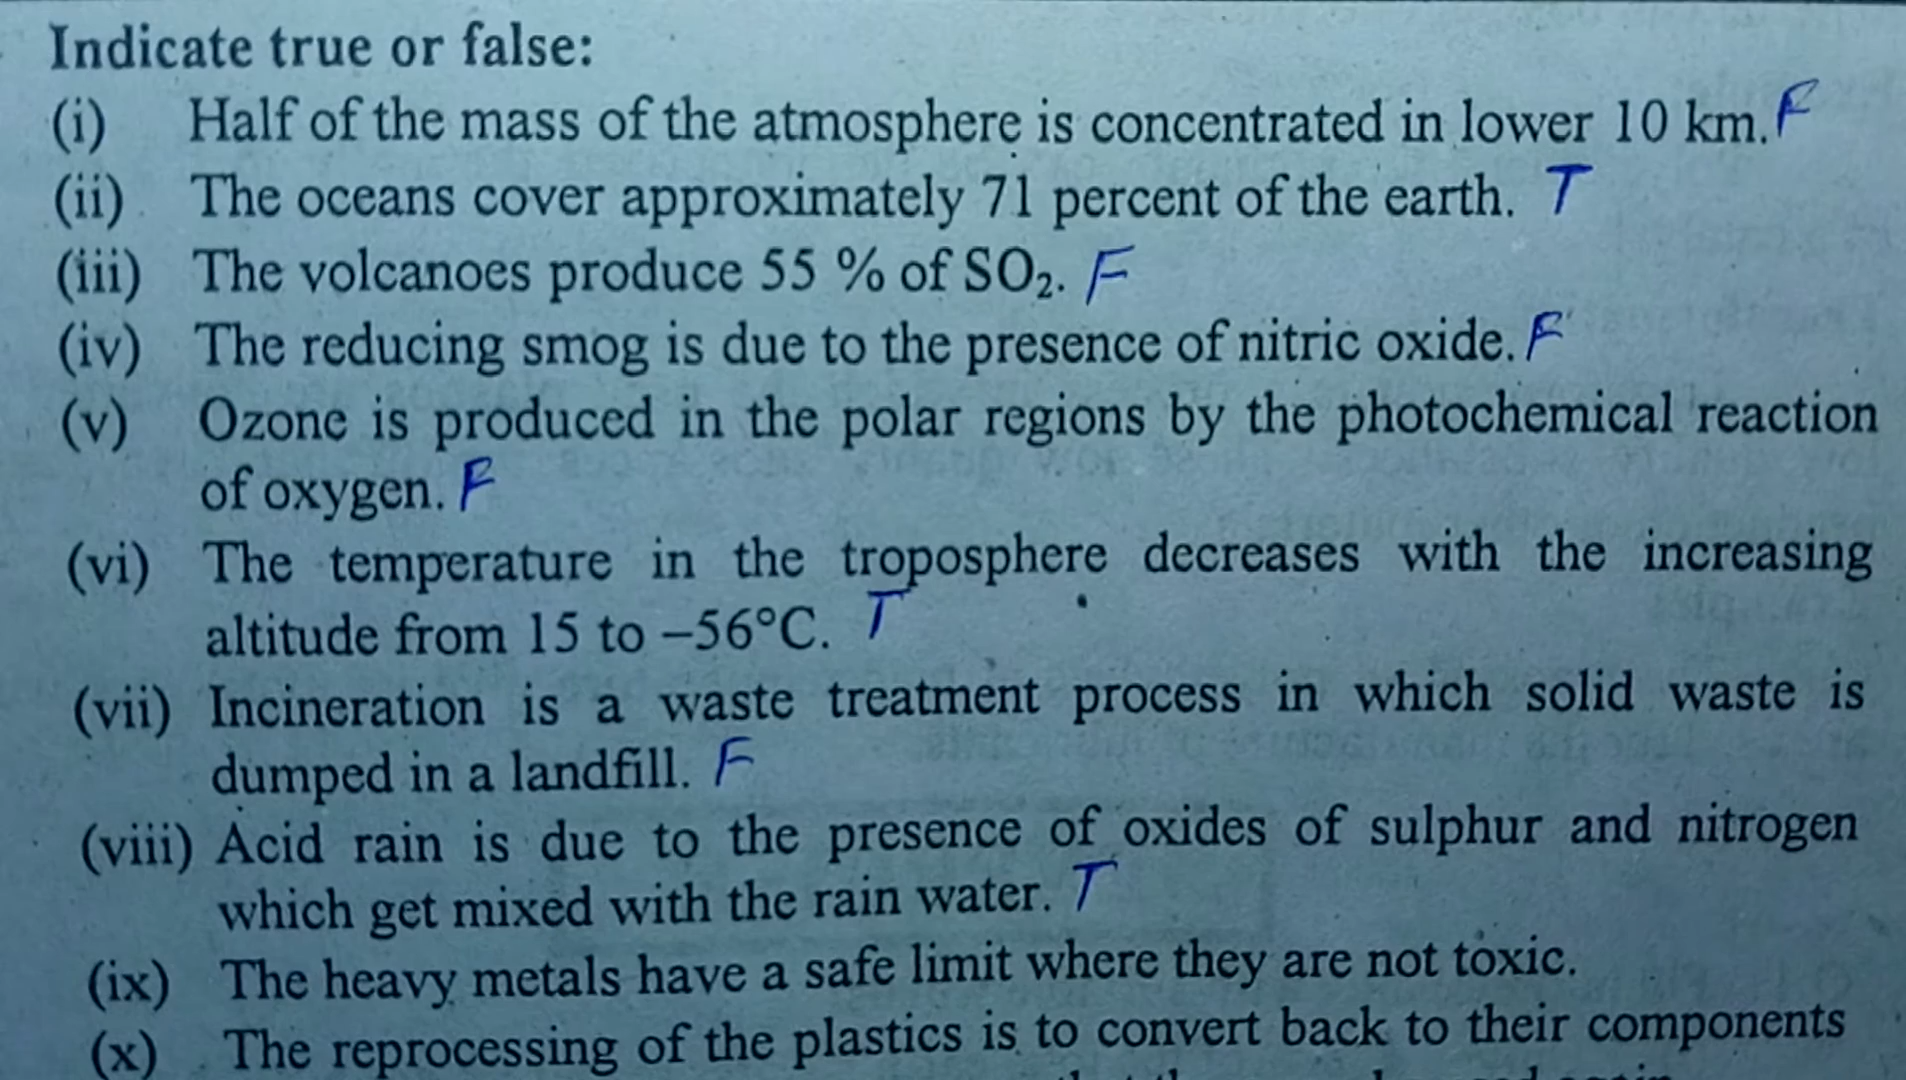 Indicate true or false:
(i) Half of the mass of the atmosphere is concentrated in lower 10 km. F
(ii) The oceans cover approximately 71 percent of the earth. T
(iii) The volcanoes produce 55 % of SO₂. F
(iv) The reducing smog is due to the presence of nitric oxide. F
(v) Ozone is produced in the polar regions by the photochemical reaction
of oxygen. F
(vi) The temperature in the troposphere decreases with the increasing
altitude from 15 to –56°C. T
(vii) Incineration is a waste treatment process in which solid waste is
dumped in a landfill. F
(viii) Acid rain is due to the presence of oxides of sulphur and nitrogen
which get mixed with the rain water. T
(ix) The heavy metals have a safe limit where they are not toxic.
(x) The reprocessing of the plastics is to convert back to their components